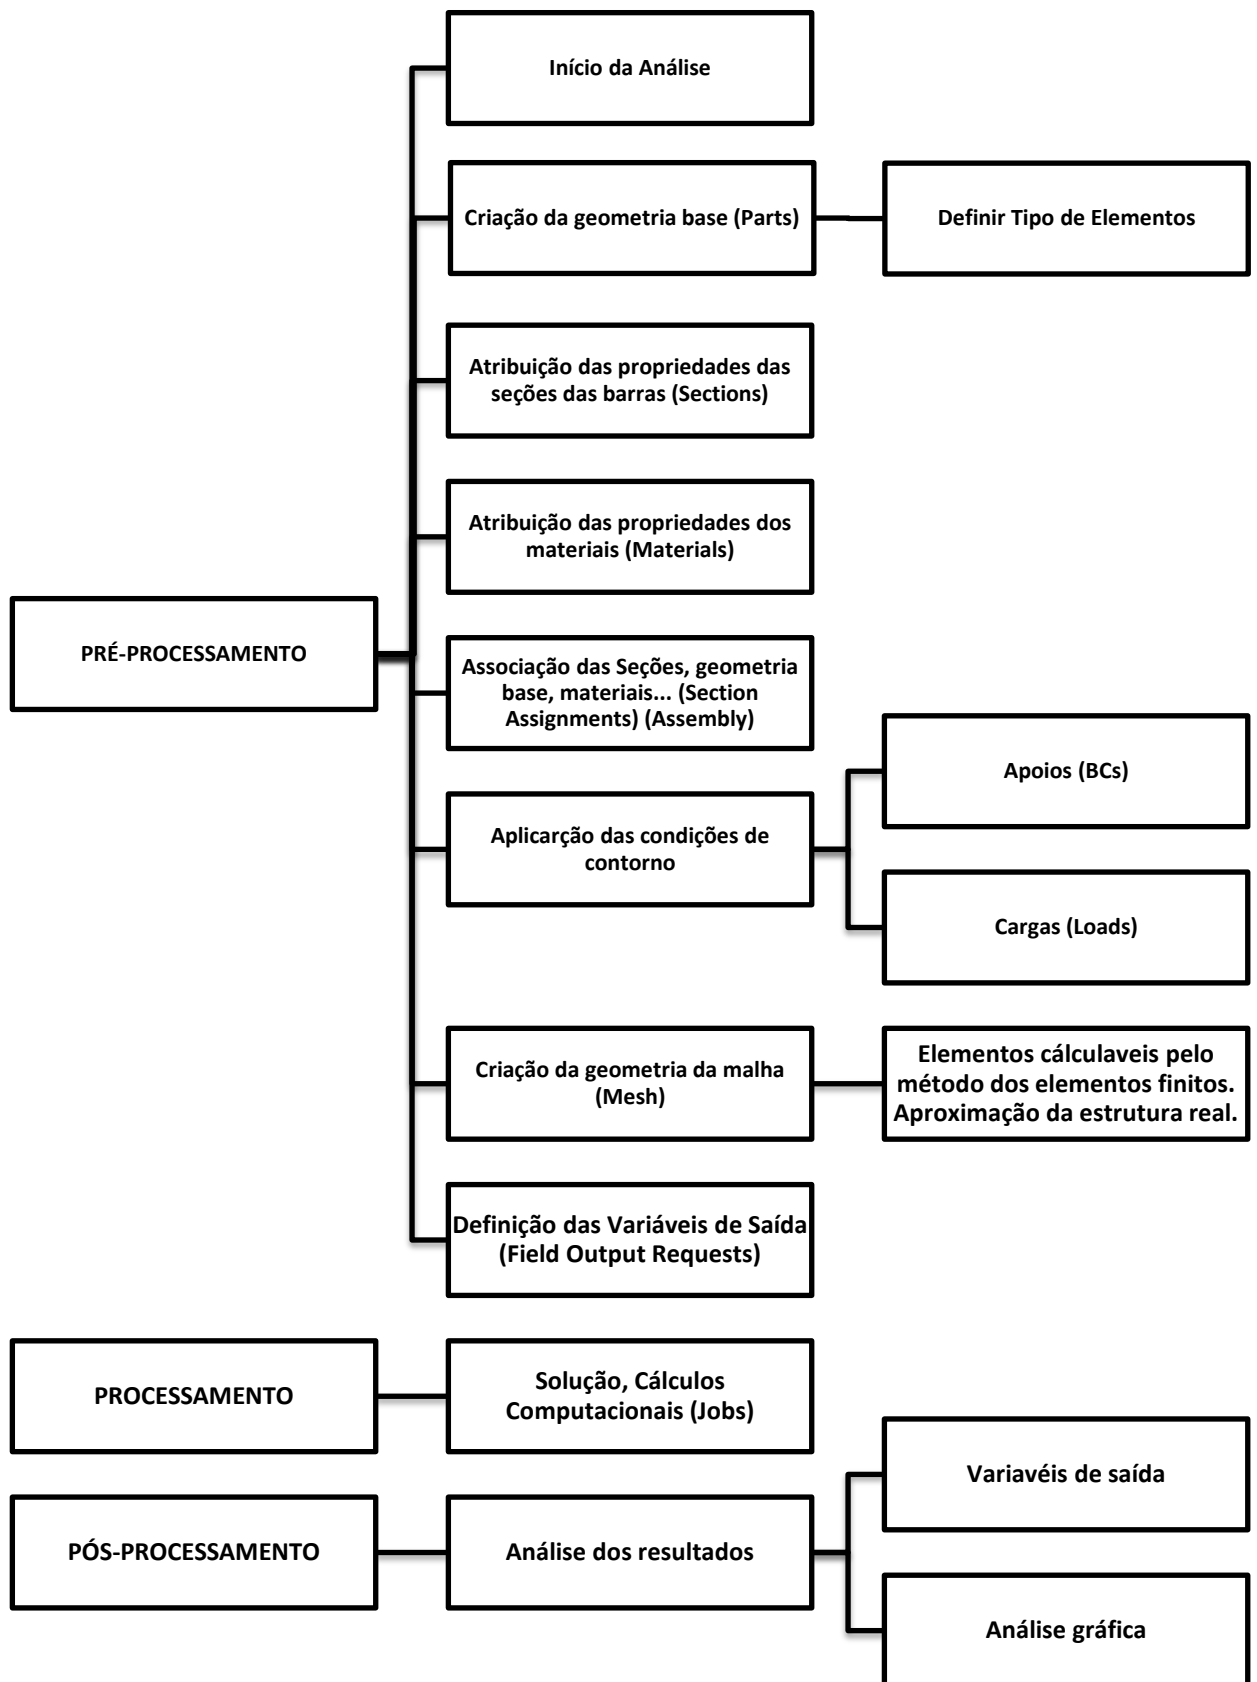 Início da Análise
Criação da geometria base (Parts)
Definir Tipo de Elementos
Atribuição das propriedades das
seções das barras (Sections)
Atribuição das propriedades dos
materiais (Materials)
PRÉ-PROCESSAMENTO
Associação das Seções, geometria
base, materiais... (Section
Assignments) (Assembly)
Aplicarção das condições de
contorno
Apoios (BCs)
Cargas (Loads)
Criação da geometria da malha
(Mesh)
Elementos cálculaveis pelo
método dos elementos finitos.
Aproximação da estrutura real.
Definição das Variáveis de Saída
(Field Output Requests)
PROCESSAMENTO
Solução, Cálculos
Computacionais (Jobs)
PÓS-PROCESSAMENTO
Análise dos resultados
Variavéis de saída
Análise gráfica